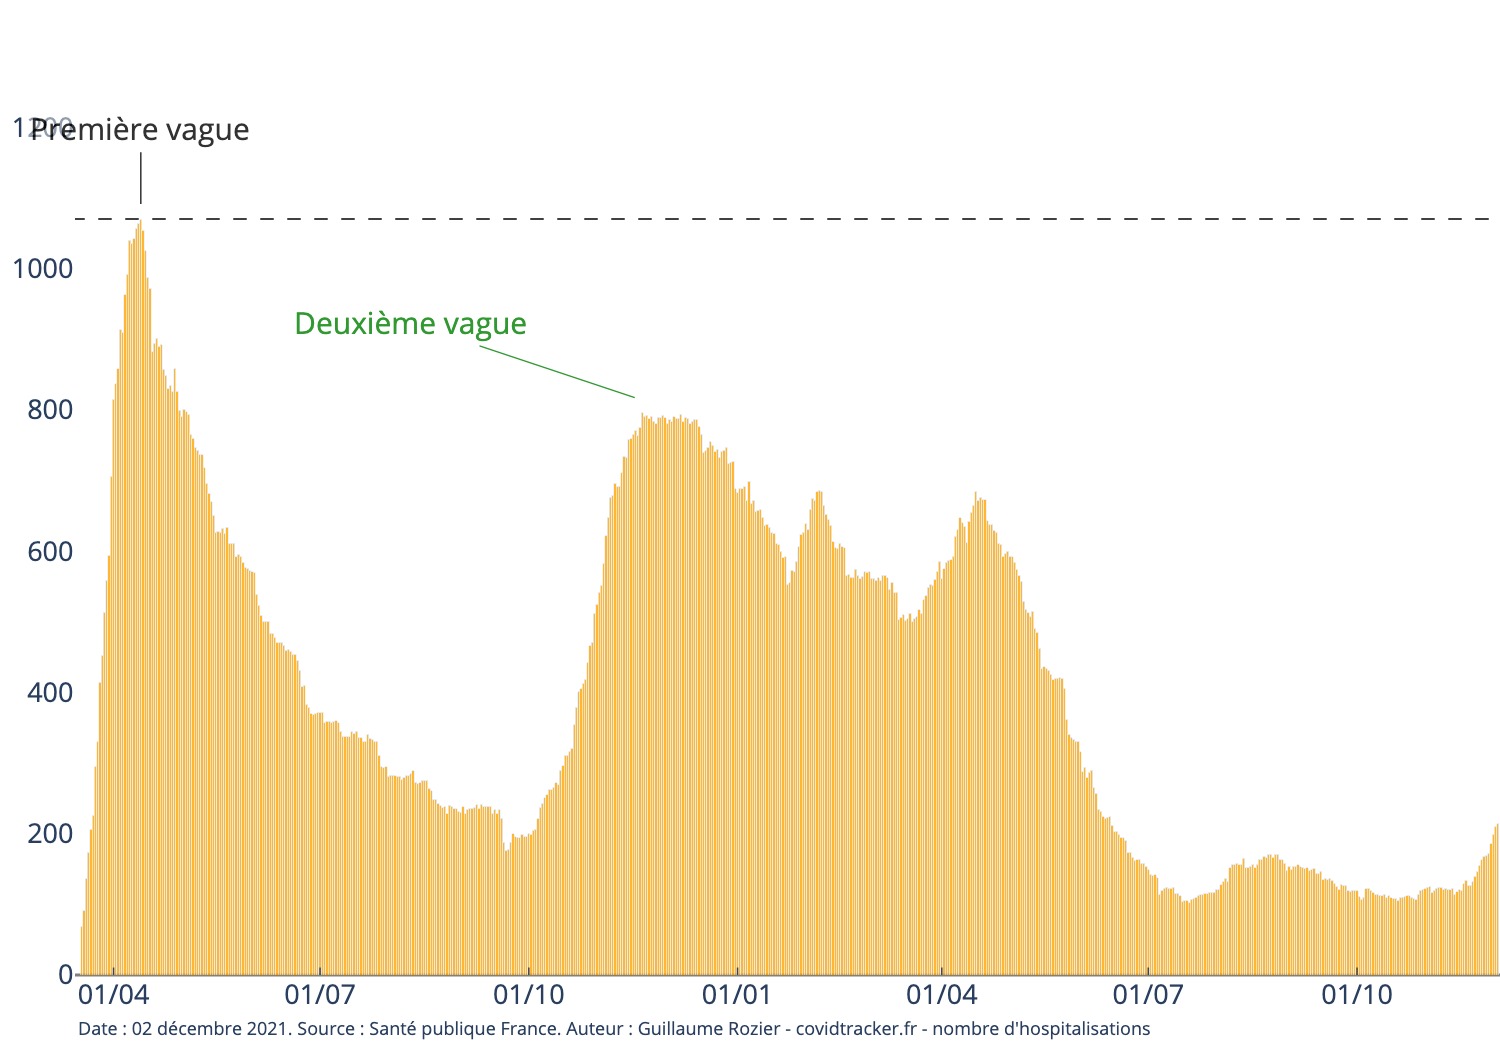 1200
Première vague
1000
Deuxième vague
800
600
400
200
0
01/04 01/07 01/10 01/01 01/04 01/07 01/10
Date : 02 décembre 2021. Source : Santé publique France. Auteur : Guillaume Rozier - covidtracker.fr - nombre d'hospitalisations